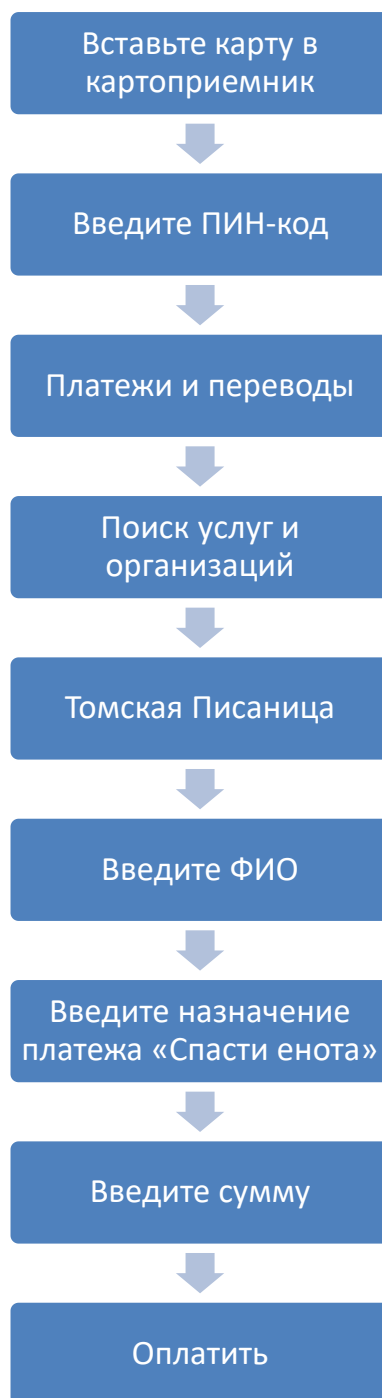 Вставьте карту в
картоприемник
Введите ПИН-код
Платежи и переводы
Поиск услуг и
организаций
Томская Писаница
Введите ФИО
Введите назначение
платежа «Спасти енота»
Введите сумму
Оплатить